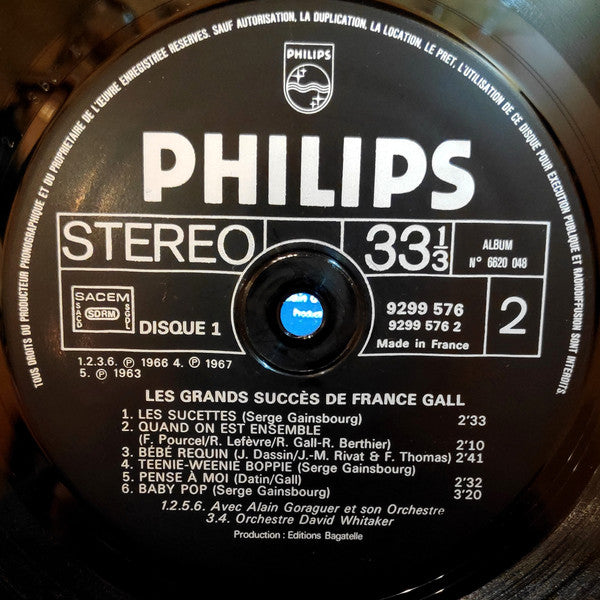 TOUS DROITS DU PRODUCTEUR PHONOGRAPHIQUE ET DU PROPRIETAIRE DE L'ŒUVRE ENREGISTREE RESERVES. SAUF AUTORISATION, LA DUPLICATION, LA LOCATION, LE PRET, L'UTILISATION DE CE DISQUE POUR EXECUTION PUBLIQUE ET RADIODIFFUSION SONT INTERDITS.
PHILIPS
PHILIPS
STEREO
33 1/3
ALBUM
N° 6620 048
SACEM
SACD
SDRM
SGDL
DISQUE 1
9299 576
9299 576 2
Made in France
2
1.2.3.6. ℗ 1966 4. ℗ 1967
5. ℗ 1963
LES GRANDS SUCCÈS DE FRANCE GALL
1. LES SUCETTES (Serge Gainsbourg) 2'33
2. QUAND ON EST ENSEMBLE
(F. Pourcel/R. Lefèvre/R. Gall-R. Berthier) 2'10
3. BÉBÉ REQUIN (J. Dassin/J.-M. Rivat & F. Thomas) 2'41
4. TEENIE-WEENIE BOPPIE (Serge Gainsbourg)
5. PENSE À MOI (Datin/Gall) 2'32
6. BABY POP (Serge Gainsbourg) 3'20
1.2.5.6. Avec Alain Goraguer et son Orchestre
3.4. Orchestre David Whitaker
Production : Editions Bagatelle